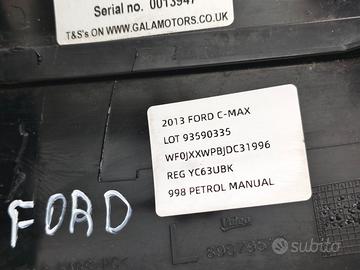 Serial no. 0013947
T&S's ON WWW.GALAMOTORS.CO.UK
2013 FORD C-MAX
LOT 93590335
WF0JXXWPBJDC31996
REG YC63UBK
998 PETROL MANUAL
FORD
Valeo
subito